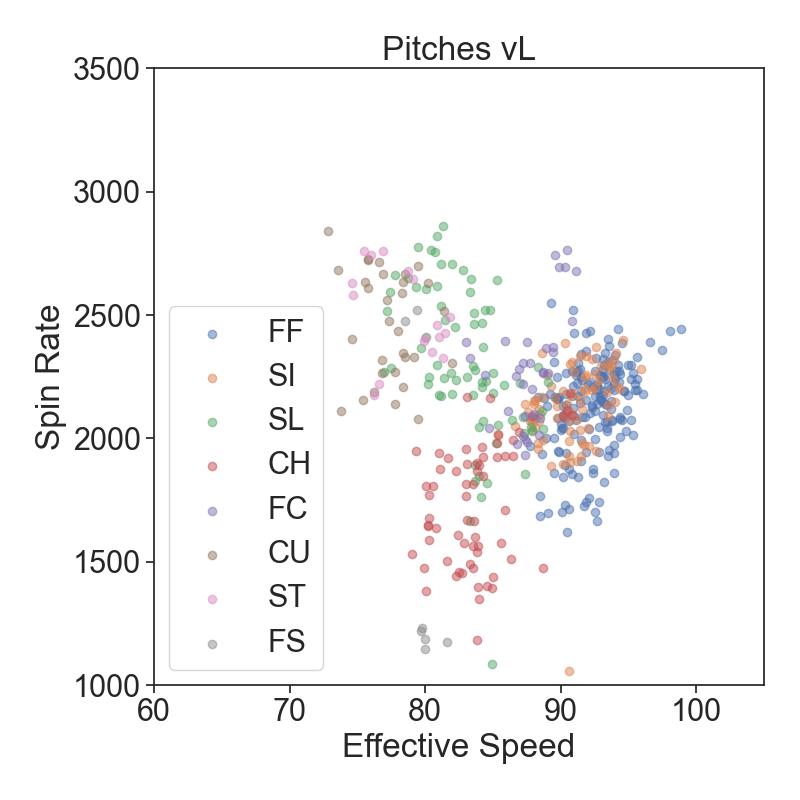 Pitches vL
3500
3000
2500
2000
1500
1000
Spin Rate
FF
SI
SL
CH
FC
CU
ST
FS
60 70 80 90 100
Effective Speed